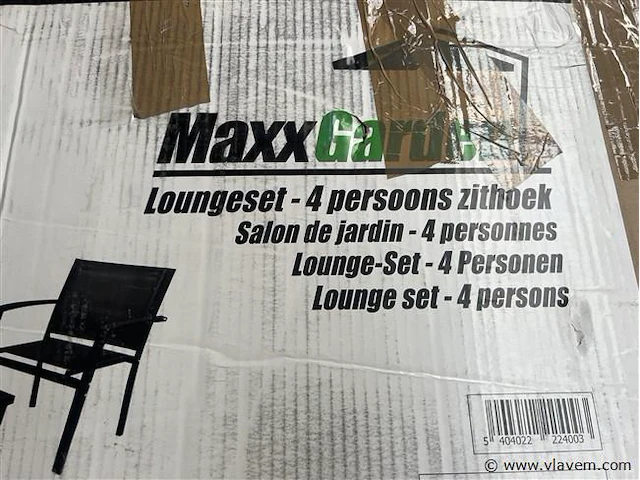 MaxxGarden
Loungeset - 4 persoons zithoek
Salon de jardin - 4 personnes
Lounge-Set - 4 Personen
Lounge set - 4 persons
5 404022 224003
© www.vlavem.com